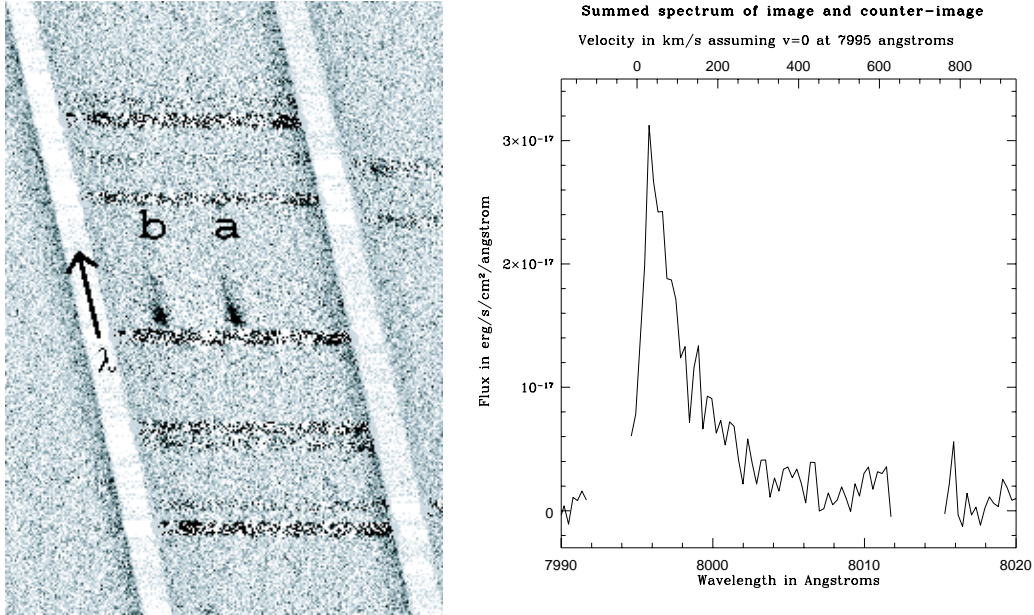 b a
λ
Summed spectrum of image and counter-image
Velocity in km/s assuming v=0 at 7995 angstroms
0 200 400 600 800
3×10⁻¹⁷
2×10⁻¹⁷
10⁻¹⁷
0
Flux in erg/s/cm²/angstrom
7990 8000 8010 8020
Wavelength in Angstroms